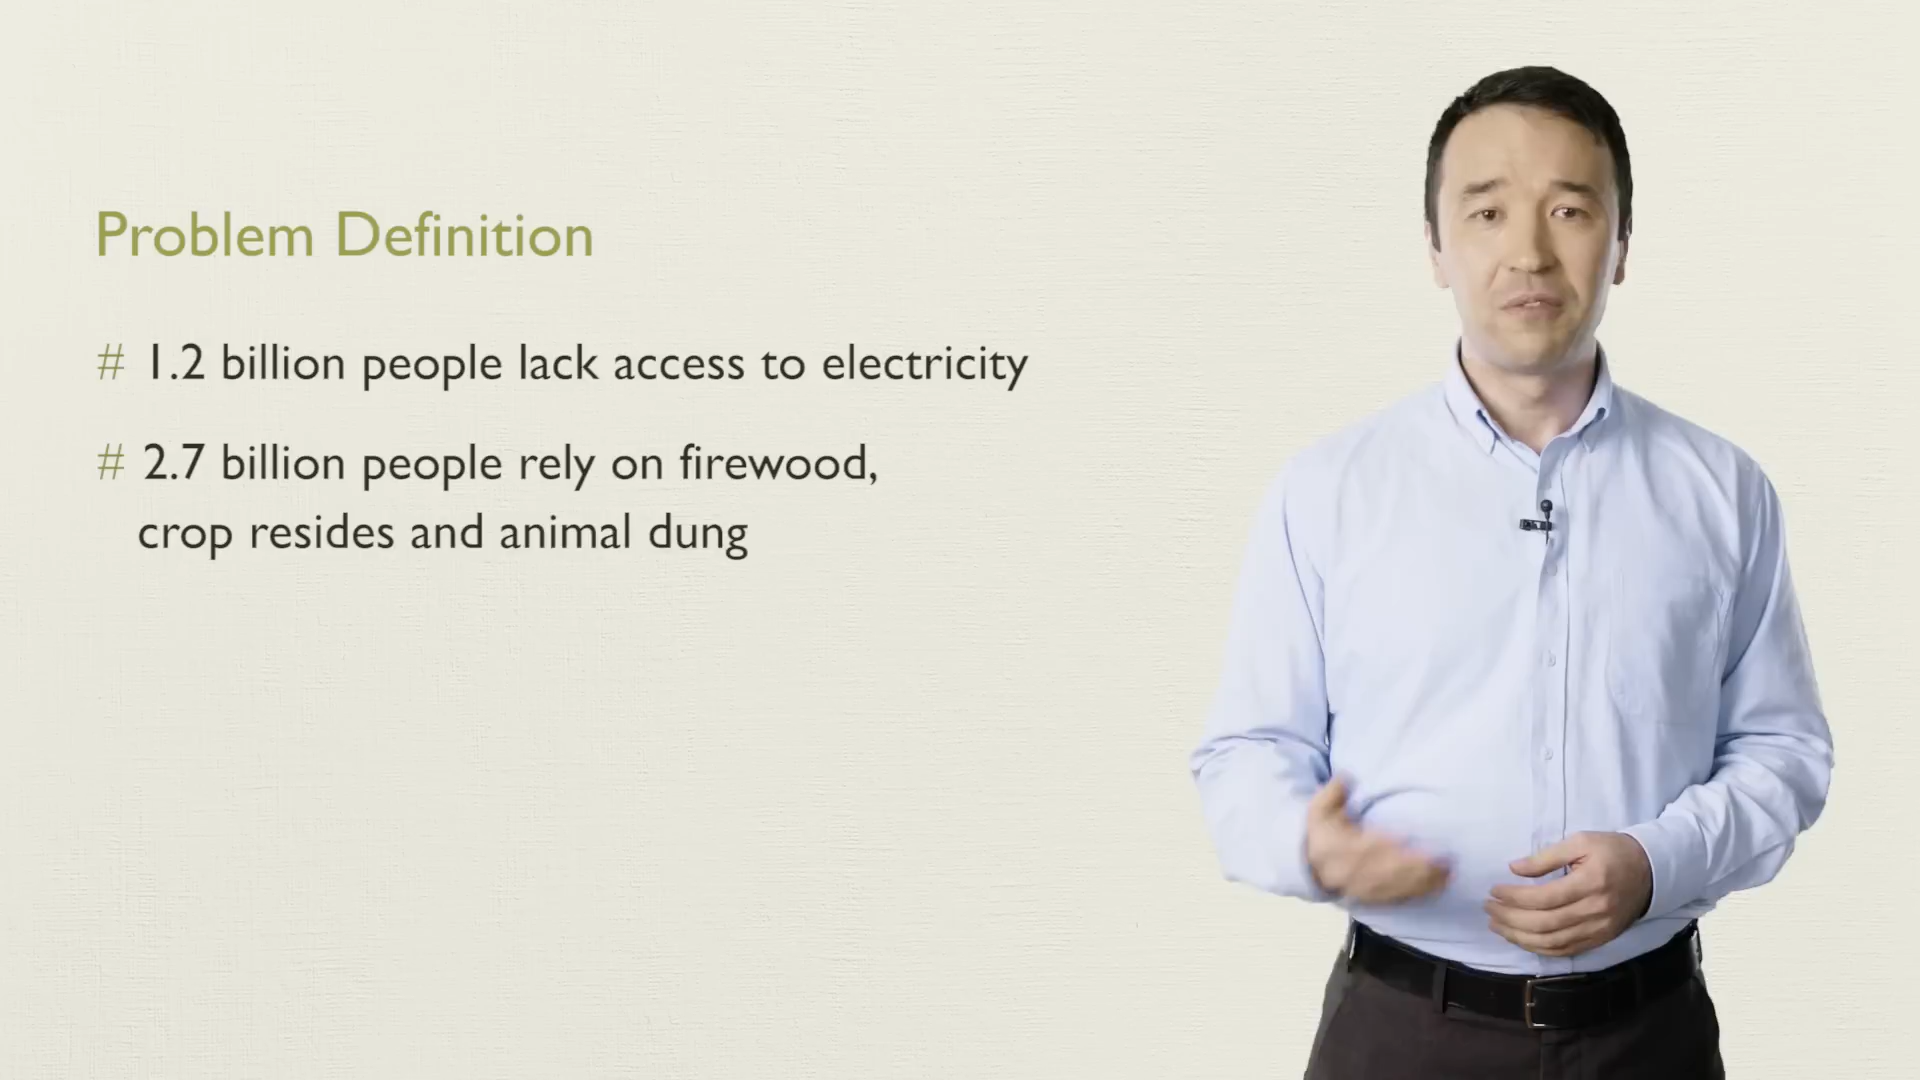 Problem Definition
# 1.2 billion people lack access to electricity
# 2.7 billion people rely on firewood,
crop resides and animal dung